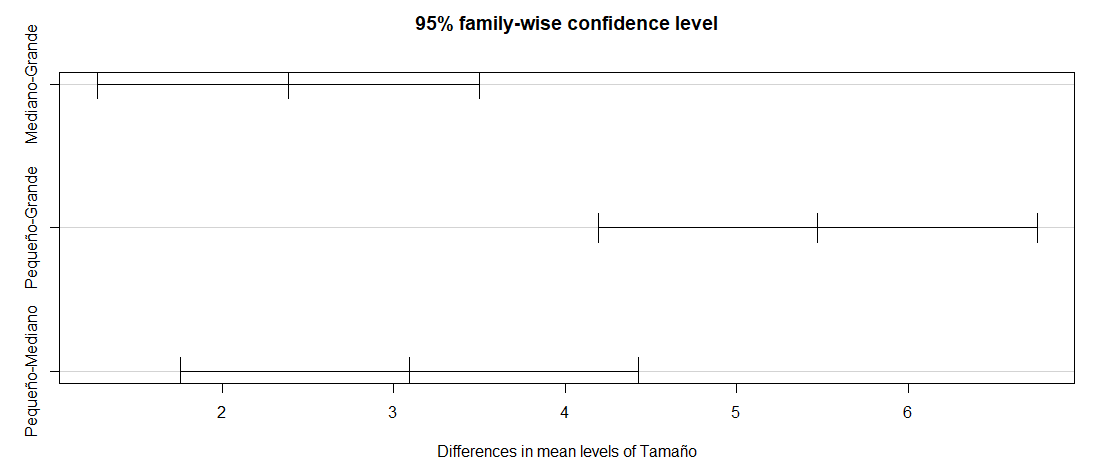 95% family-wise confidence level
Mediano-Grande
Pequeño-Grande
Pequeño-Mediano
2 3 4 5 6
Differences in mean levels of Tamaño